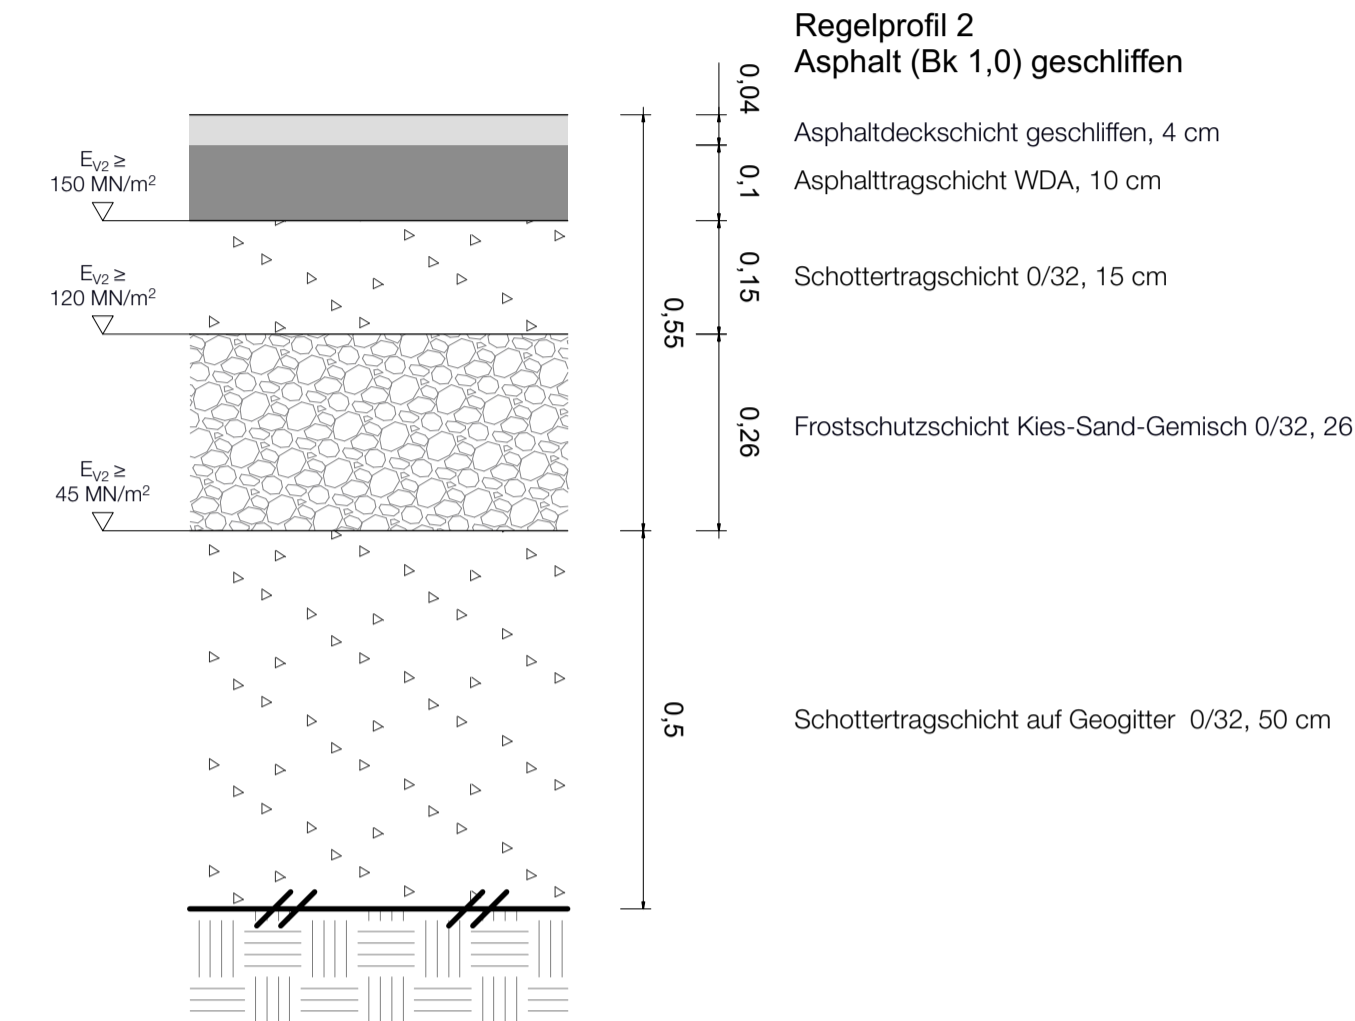 Regelprofil 2
Asphalt (Bk 1,0) geschliffen
0,04
Asphaltdeckschicht geschliffen, 4 cm
EV2 ≥
150 MN/m²
0,1
Asphalttragschicht WDA, 10 cm
EV2 ≥
120 MN/m²
0,15
Schottertragschicht 0/32, 15 cm
0,55
0,26
Frostschutzschicht Kies-Sand-Gemisch 0/32, 26
EV2 ≥
45 MN/m²
0,5
Schottertragschicht auf Geogitter 0/32, 50 cm